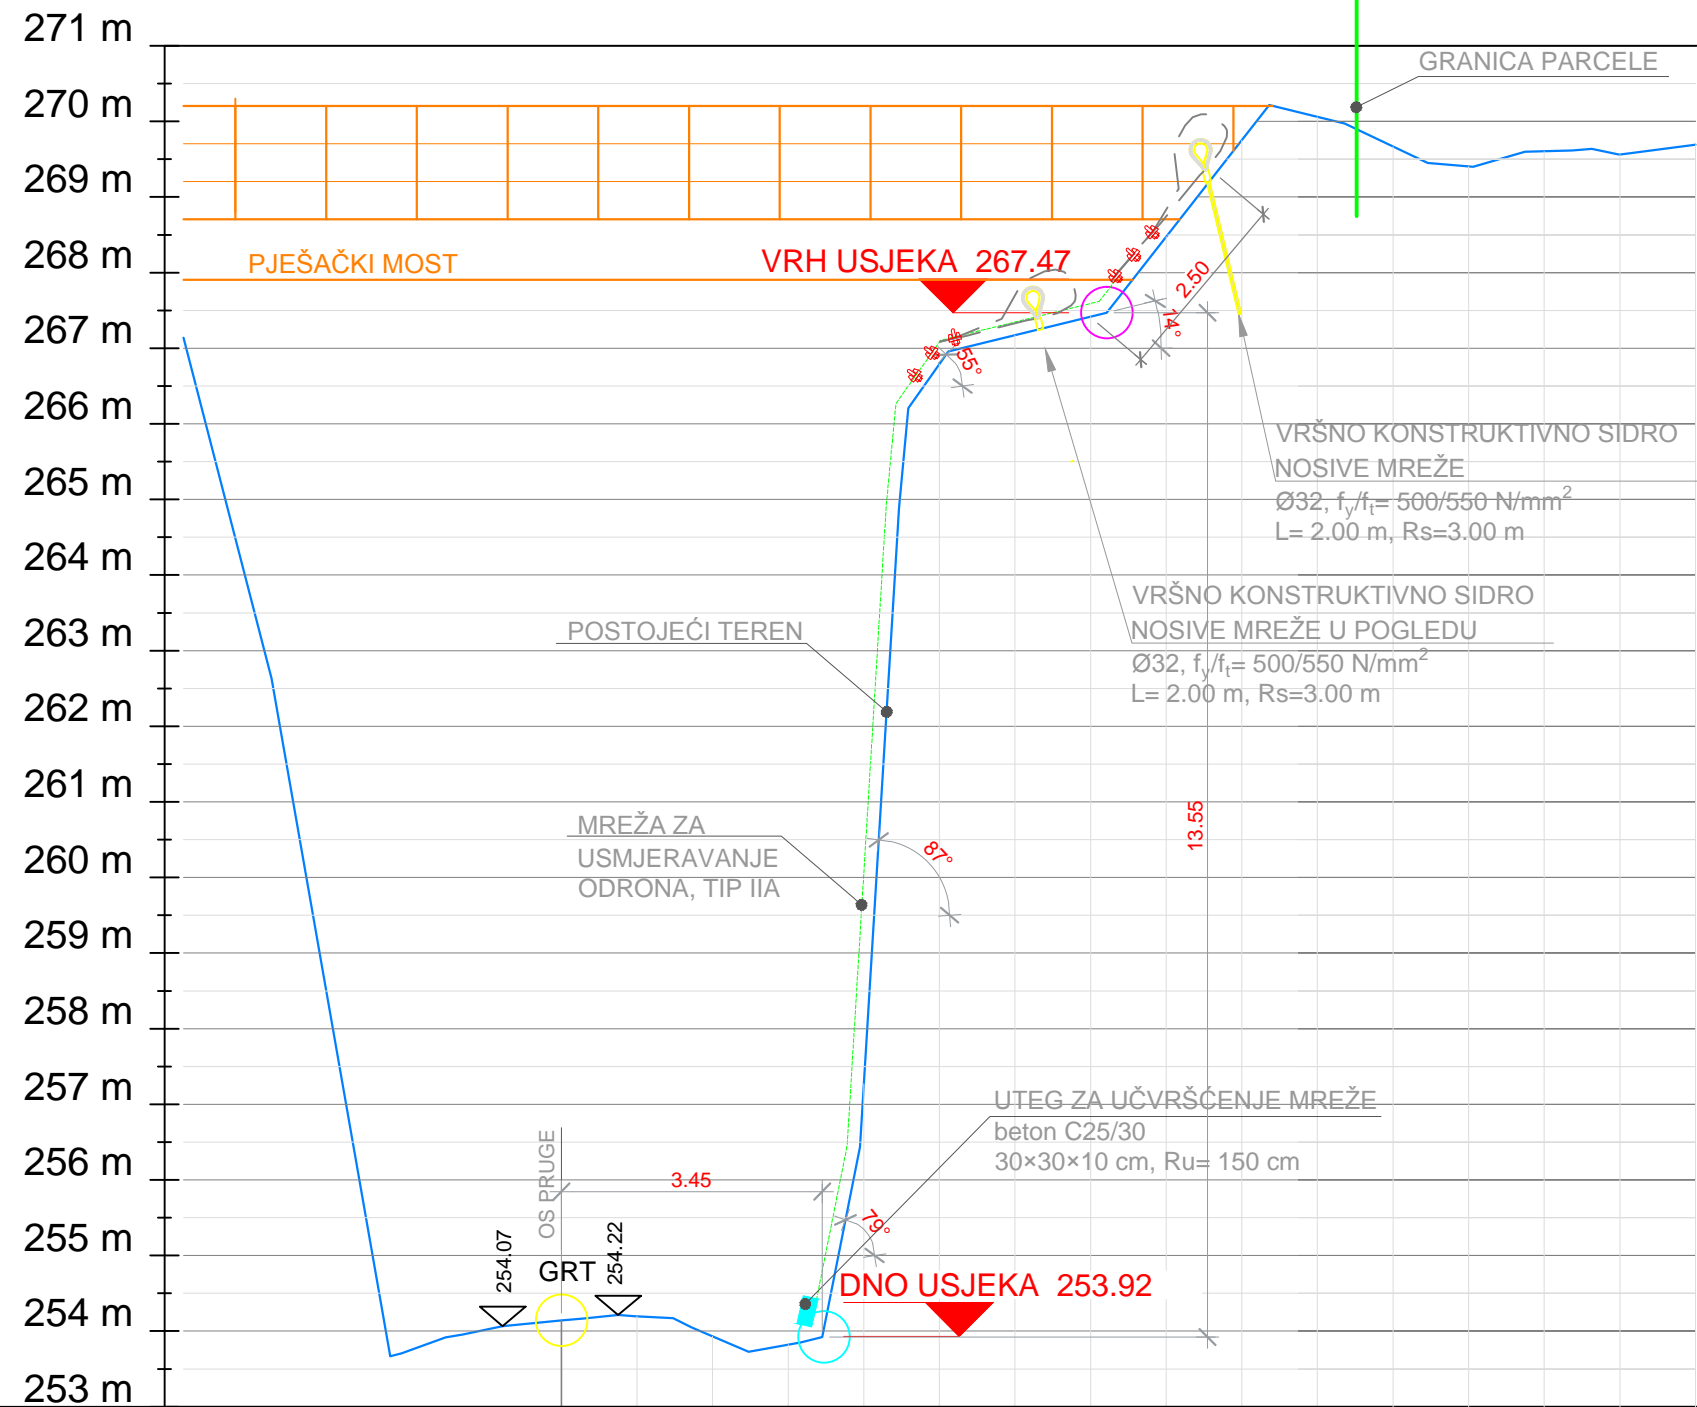 271 m
GRANICA PARCELE
270 m
269 m
268 m
PJEŠAČKI MOST
VRH USJEKA 267.47
2.50
14°
267 m
55°
266 m
VRŠNO KONSTRUKTIVNO SIDRO
NOSIVE MREŽE
Ø32, fy/ft= 500/550 N/mm²
L= 2.00 m, Rs=3.00 m
265 m
264 m
VRŠNO KONSTRUKTIVNO SIDRO
NOSIVE MREŽE U POGLEDU
Ø32, fy/ft= 500/550 N/mm²
L= 2.00 m, Rs=3.00 m
263 m
POSTOJEĆI TEREN
262 m
261 m
13.55
MREŽA ZA
USMJERAVANJE
ODRONA, TIP IIA
87°
260 m
259 m
258 m
257 m
UTEG ZA UČVRŠĆENJE MREŽE
beton C25/30
30×30×10 cm, Ru= 150 cm
256 m
OS PRUGE
3.45
79°
255 m
254.07
GRT
254.22
DNO USJEKA 253.92
254 m
253 m